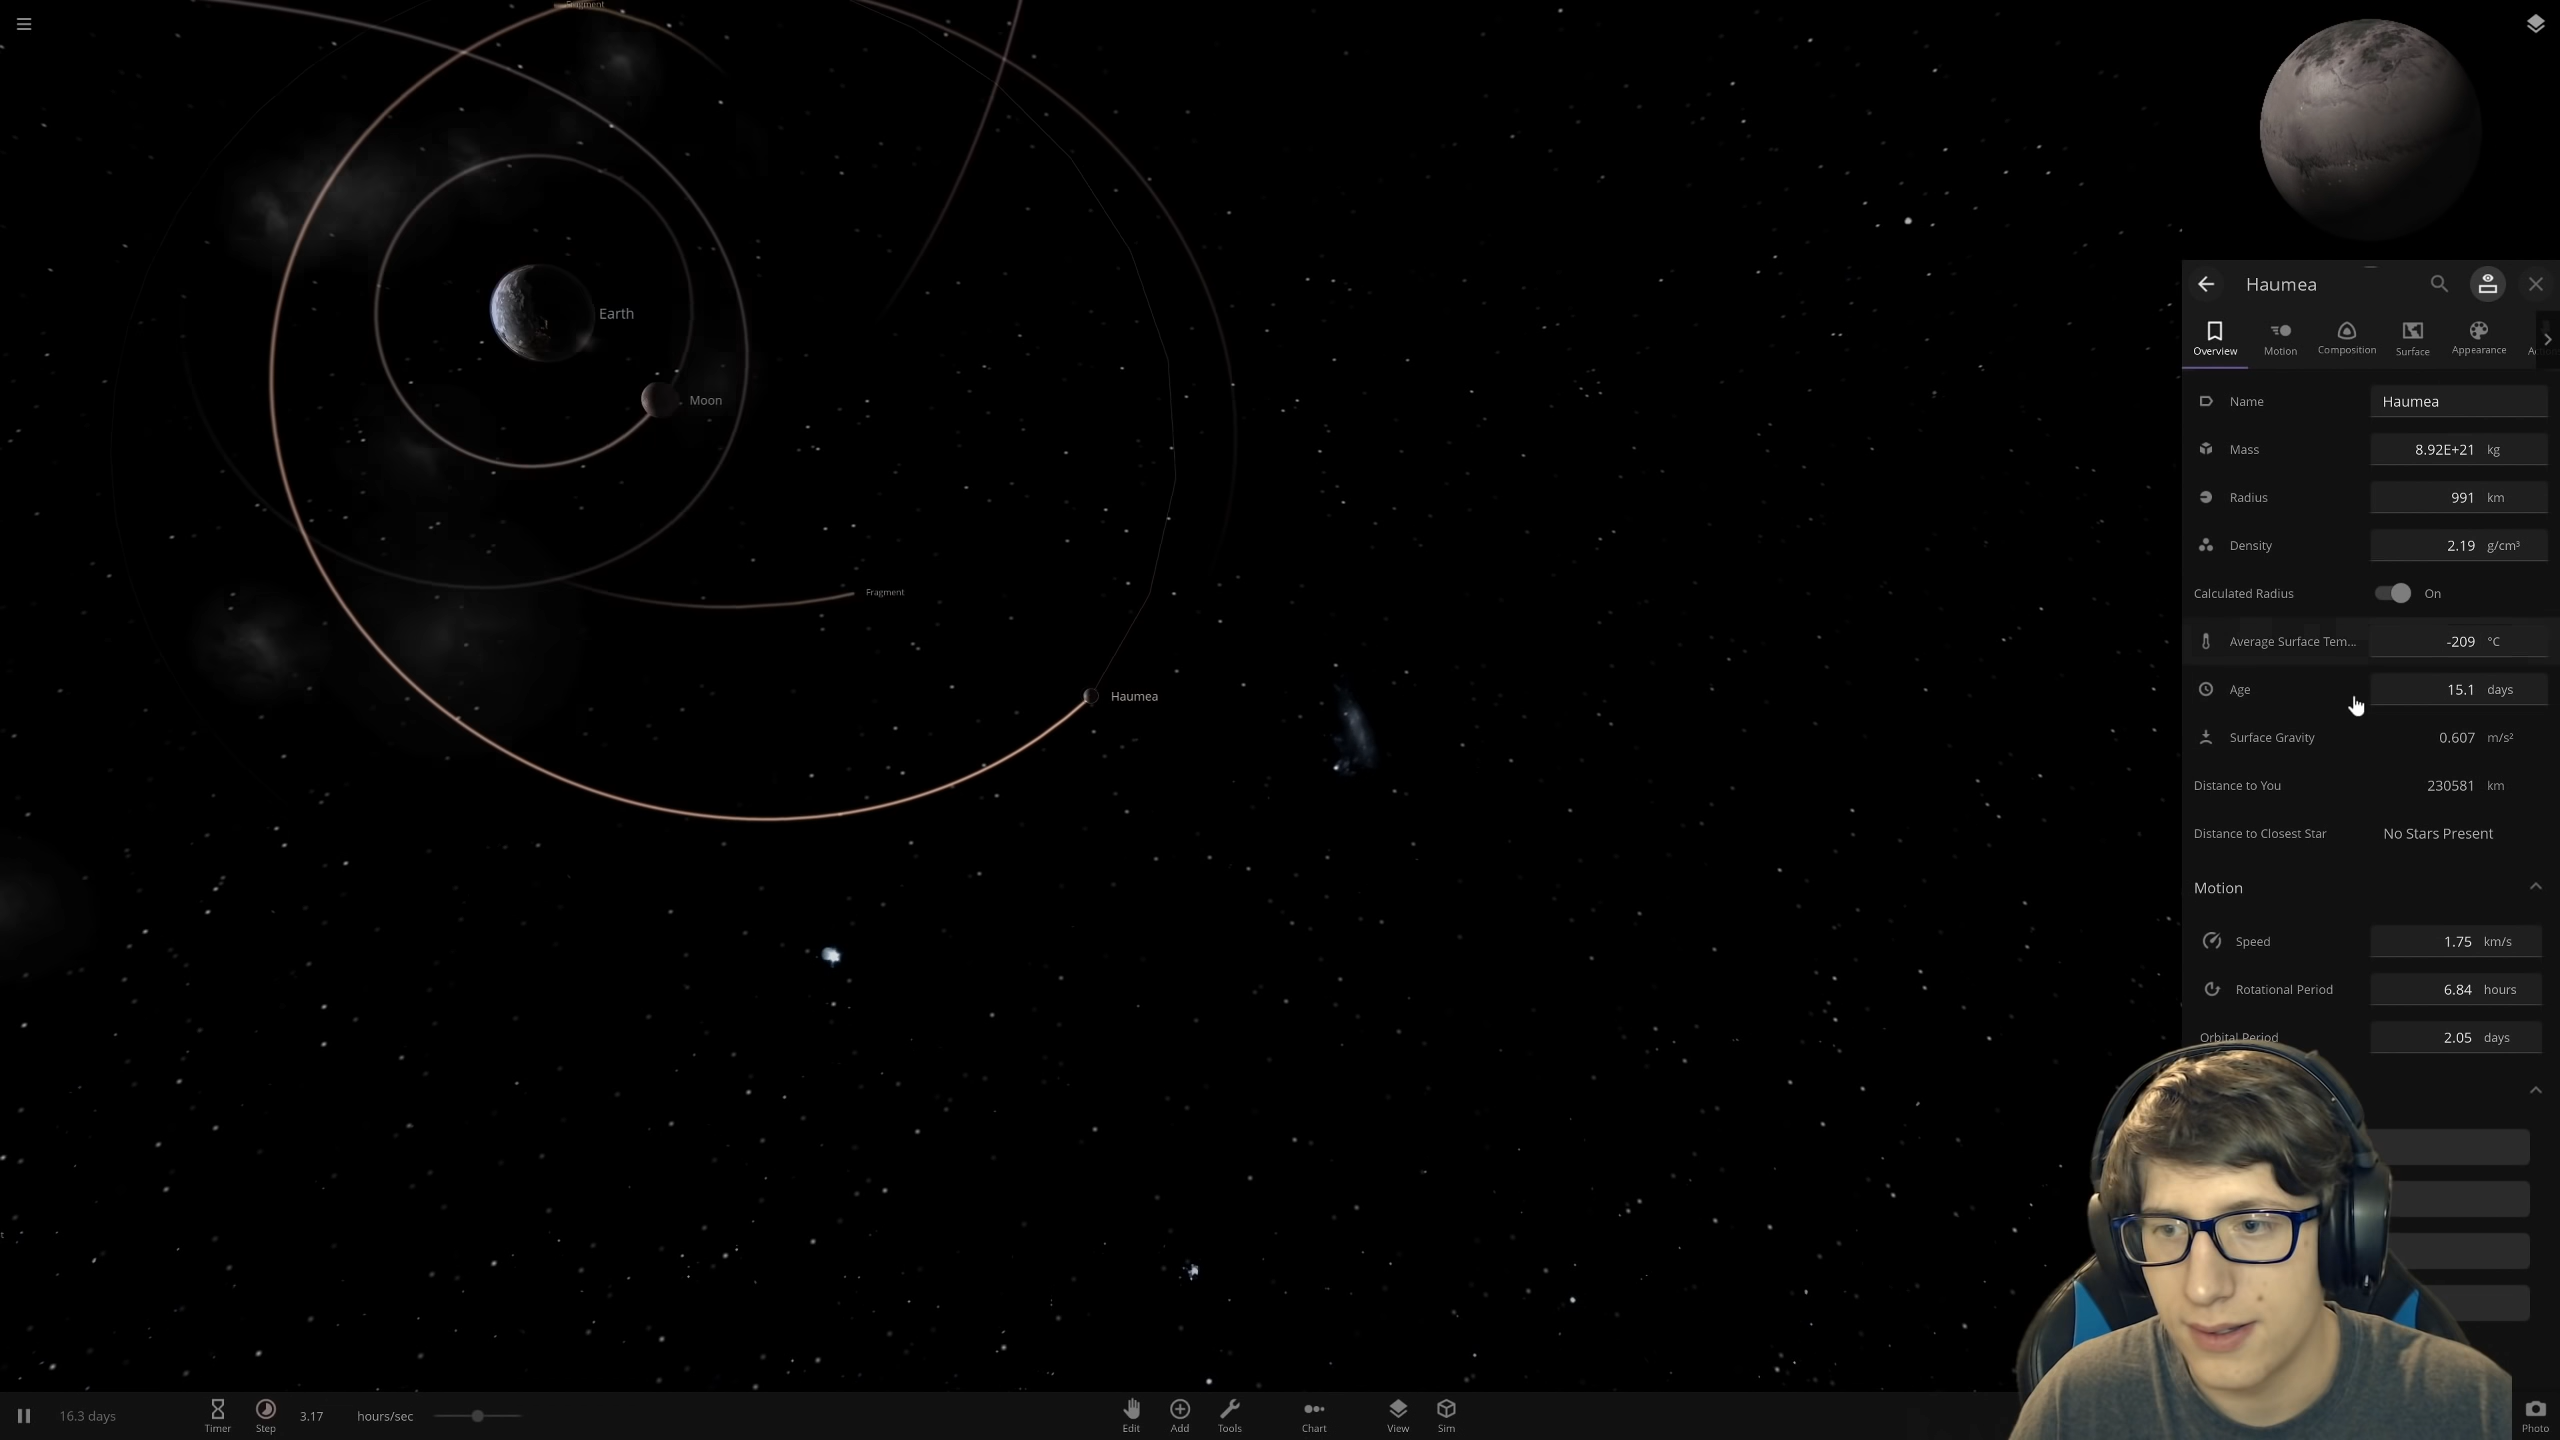 Fragment
Earth
Moon
Fragment
Haumea
Haumea
Overview
Motion
Composition
Surface
Appearance
Name
Haumea
Mass
8.92E+21 kg
Radius
991 km
Density
2.19 g/cm³
Calculated Radius
On
Average Surface Tem...
-209 °C
Age
15.1 days
Surface Gravity
0.607 m/s²
Distance to You
230581 km
Distance to Closest Star
No Stars Present
Motion
Speed
1.75 km/s
Rotational Period
6.84 hours
Orbital Period
2.05 days
16.3 days
Timer
Step
3.17 hours/sec
Edit
Add
Tools
Chart
View
Sim
Photo